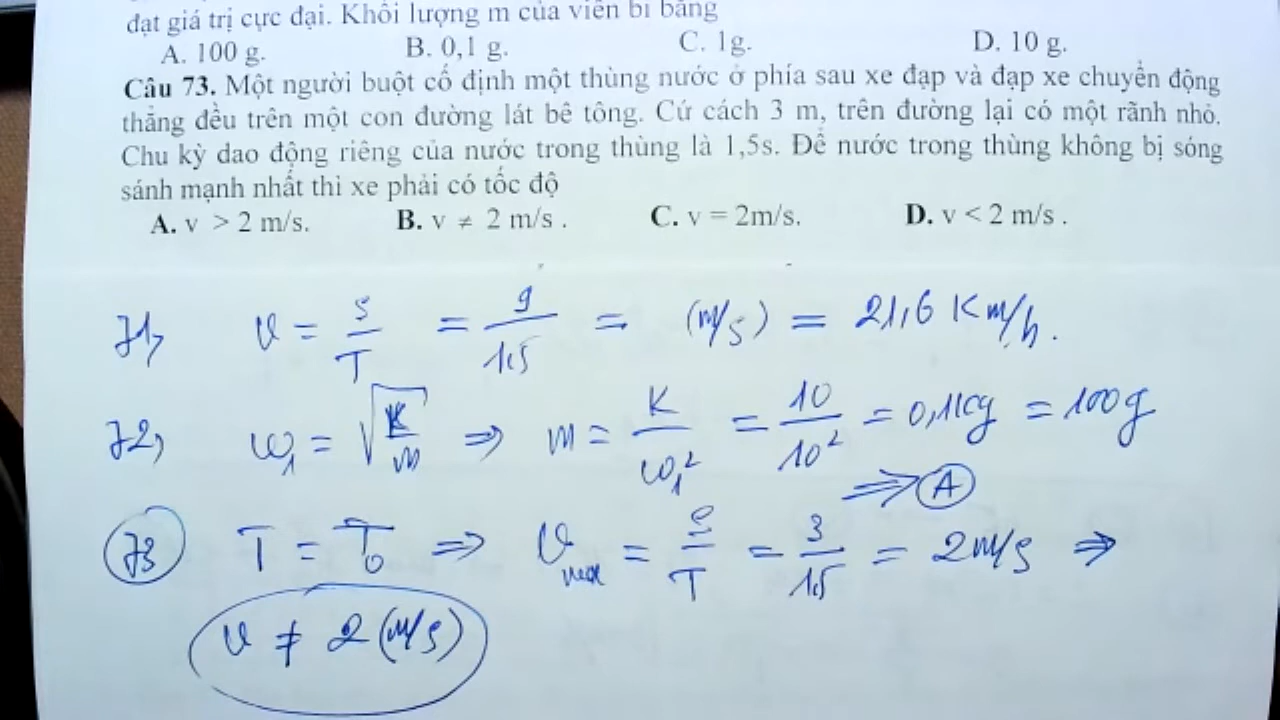 đạt giá trị cực đại. Khối lượng m của viên bi bằng
A. 100 g. B. 0,1 g. C. 1g. D. 10 g.
Câu 73. Một người buột cố định một thùng nước ở phía sau xe đạp và đạp xe chuyển động
thẳng đều trên một con đường lát bê tông. Cứ cách 3 m, trên đường lại có một rãnh nhỏ.
Chu kỳ dao động riêng của nước trong thùng là 1,5s. Để nước trong thùng không bị sóng
sánh mạnh nhất thì xe phải có tốc độ
A. v > 2 m/s. B. v ≠ 2 m/s . C. v = 2m/s. D. v < 2 m/s .
71, v = S/T = 9/1.5 = (m/s) = 21,6 Km/h.
72, ω₁ = √(K/m) ⇒ m = K/ω₁² = 10/10² = 0,1Kg = 100g
⇒ A
73 T = T₀ ⇒ v max = S/T = 3/1.5 = 2m/s ⇒
v ≠ 2 (m/s)